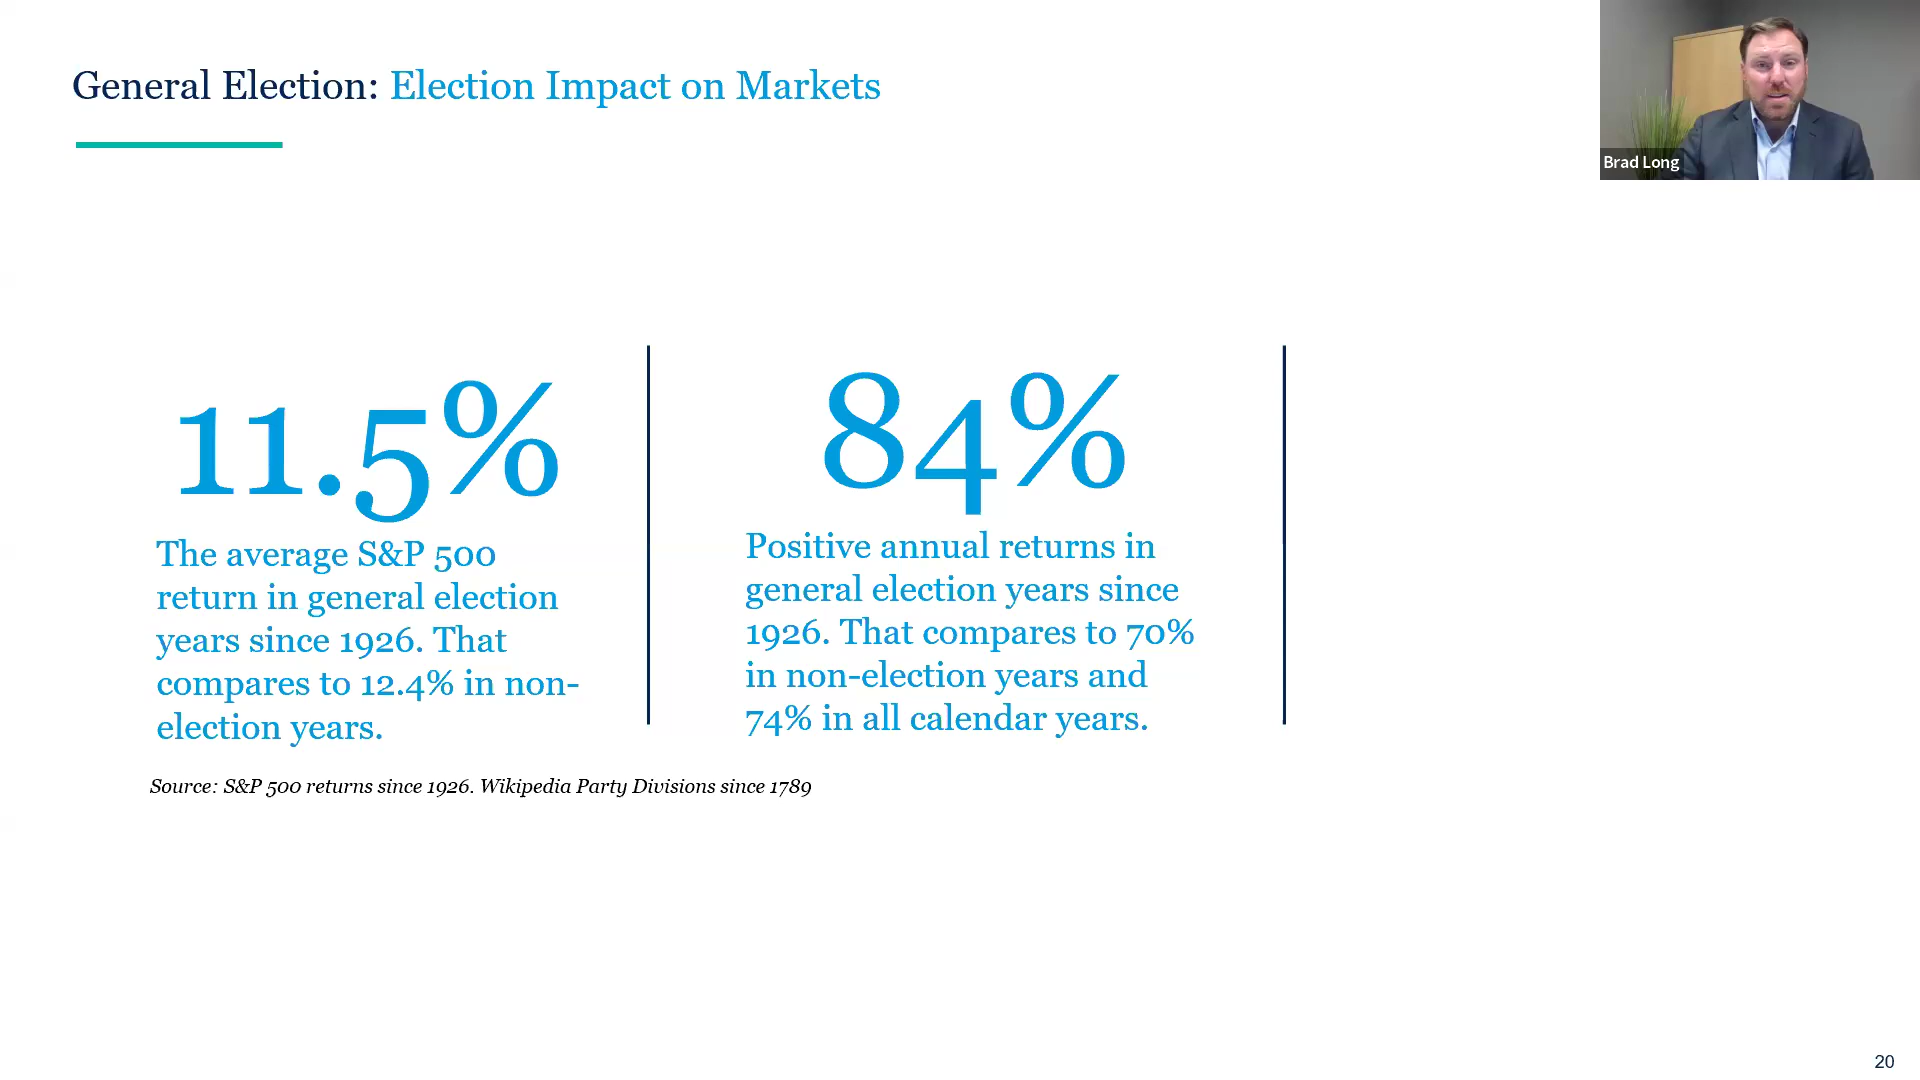 General Election: Election Impact on Markets
Brad Long
11.5%
The average S&P 500
return in general election
years since 1926. That
compares to 12.4% in non-
election years.
84%
Positive annual returns in
general election years since
1926. That compares to 70%
in non-election years and
74% in all calendar years.
Source: S&P 500 returns since 1926. Wikipedia Party Divisions since 1789
20